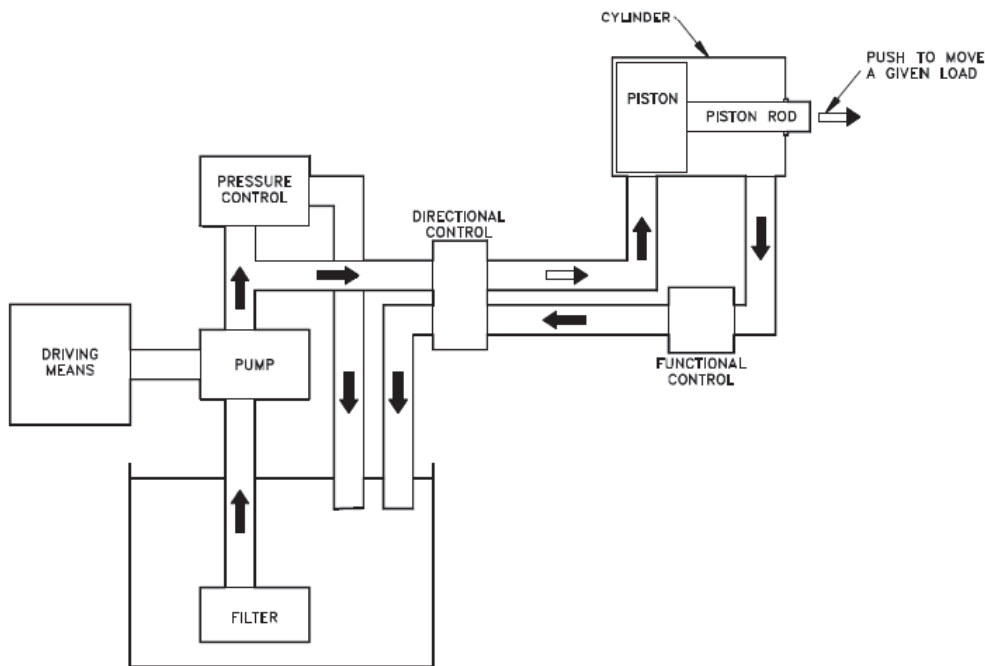 CYLINDER
PUSH TO MOVE
A GIVEN LOAD
PISTON
PISTON ROD
PRESSURE
CONTROL
DIRECTIONAL
CONTROL
DRIVING
MEANS
PUMP
FUNCTIONAL
CONTROL
FILTER